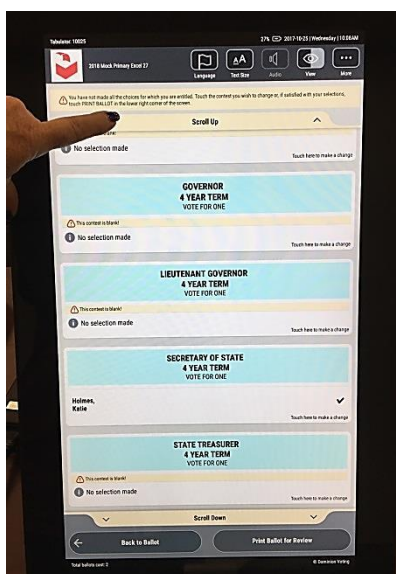 Tabulator: 10025
27% 2017-10-25 | Wednesday | 10:58AM
2018 Mock Primary Excel 27
Language
AA
Text Size
Audio
View
More
You have not made all the choices for which you are entitled. Touch the contest you wish to change or, if satisfied with your selections,
touch PRINT BALLOT in the lower right corner of the screen.
Scroll Up
No selection made
Touch here to make a change
GOVERNOR
4 YEAR TERM
VOTE FOR ONE
This contest is blank!
No selection made
Touch here to make a change
LIEUTENANT GOVERNOR
4 YEAR TERM
VOTE FOR ONE
This contest is blank!
No selection made
Touch here to make a change
SECRETARY OF STATE
4 YEAR TERM
VOTE FOR ONE
Holmes,
Katie
Touch here to make a change
STATE TREASURER
4 YEAR TERM
VOTE FOR ONE
This contest is blank!
No selection made
Touch here to make a change
Scroll Down
Back to Ballot
Print Ballot for Review
Total ballots cast: 2
© Dominion Voting